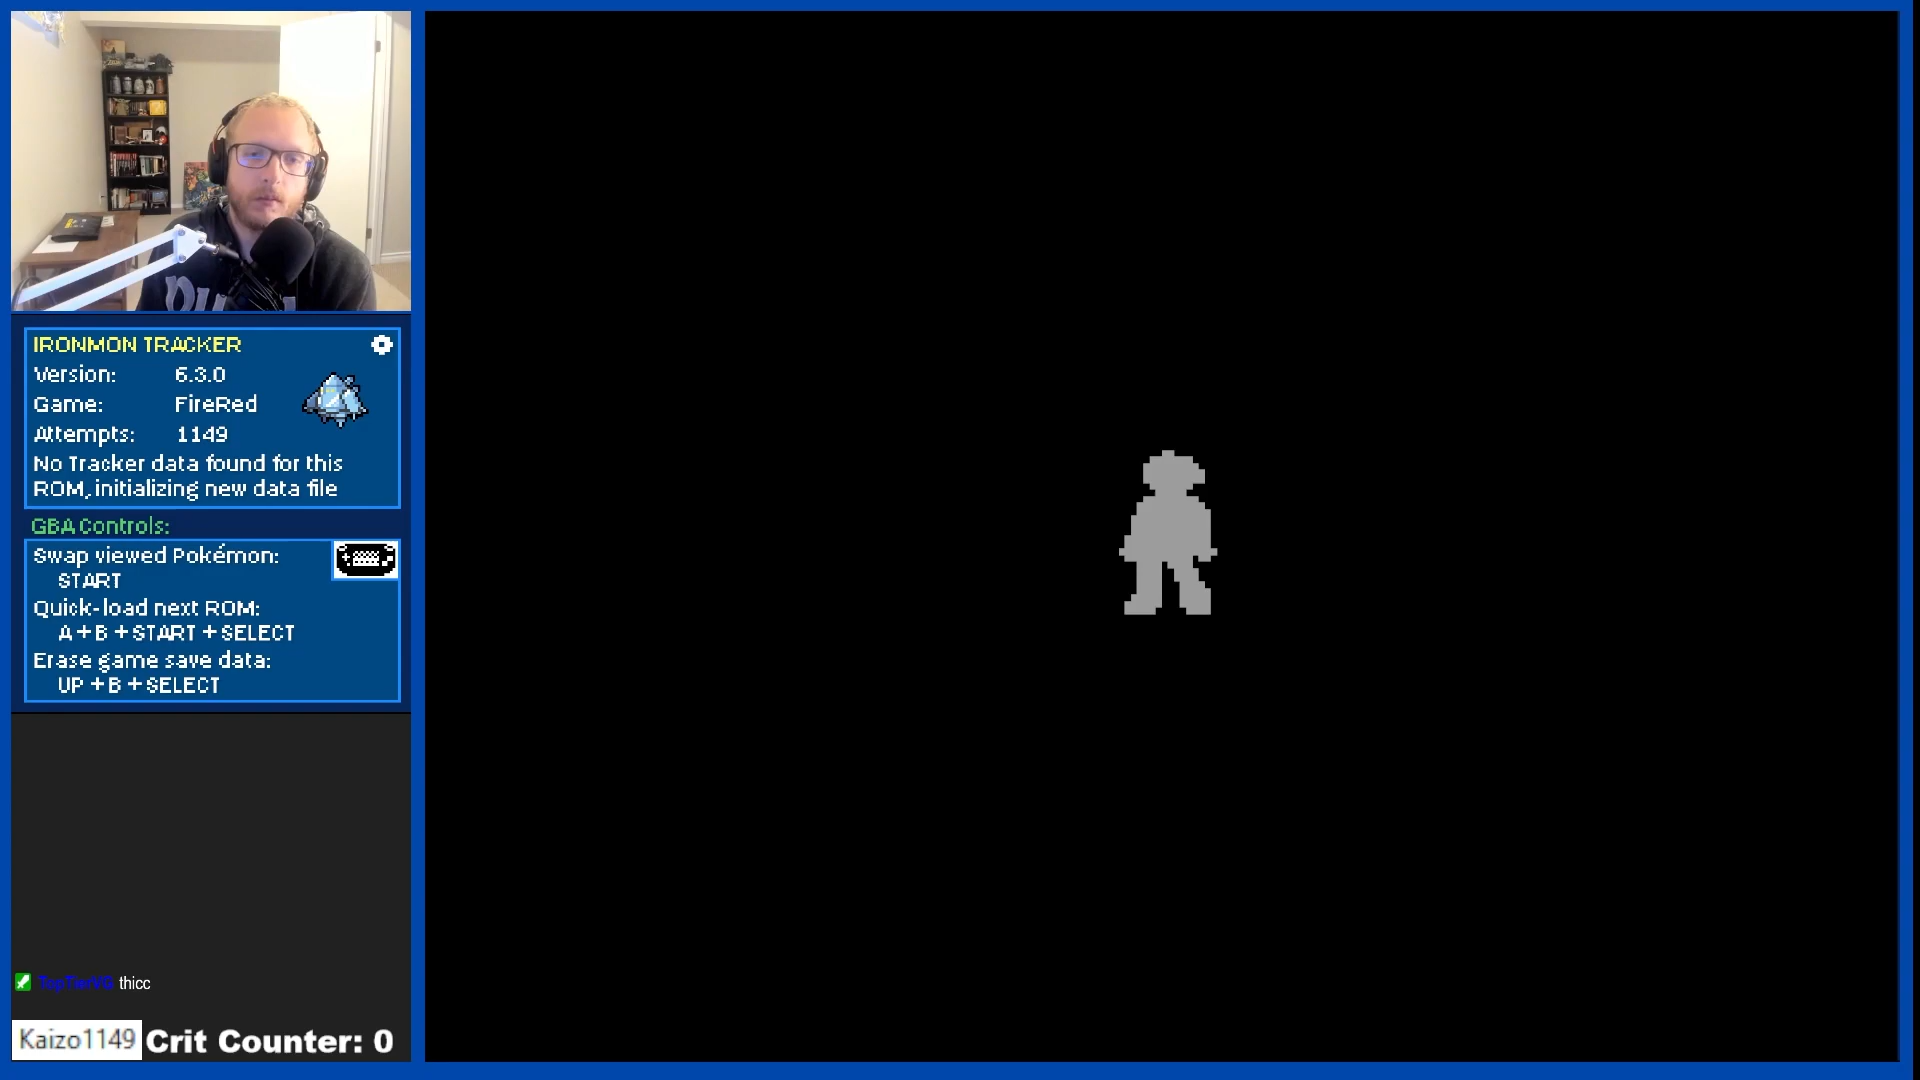 IRONMON TRACKER
Version: 6.3.0
Game: FireRed
Attempts: 1149
No Tracker data found for this
ROM, initializing new data file
GBA Controls:
Swap viewed Pokémon:
START
Quick-load next ROM:
A + B + START + SELECT
Erase game save data:
UP + B + SELECT
TopTierVG thicc
Kaizo1149 Crit Counter: 0